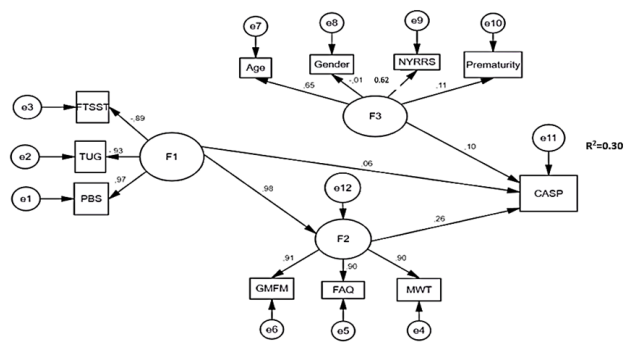 e7
e8
e9
e10
Age
Gender
NYRRS
Prematurity
.65
-.01
0.62
.11
F3
e3
FTSST
-.89
e2
TUG
-.93
F1
e1
PBS
.97
.06
.10
e11
R²=0.30
CASP
.98
e12
F2
.26
.91
.90
.90
GMFM
FAQ
MWT
e6
e5
e4